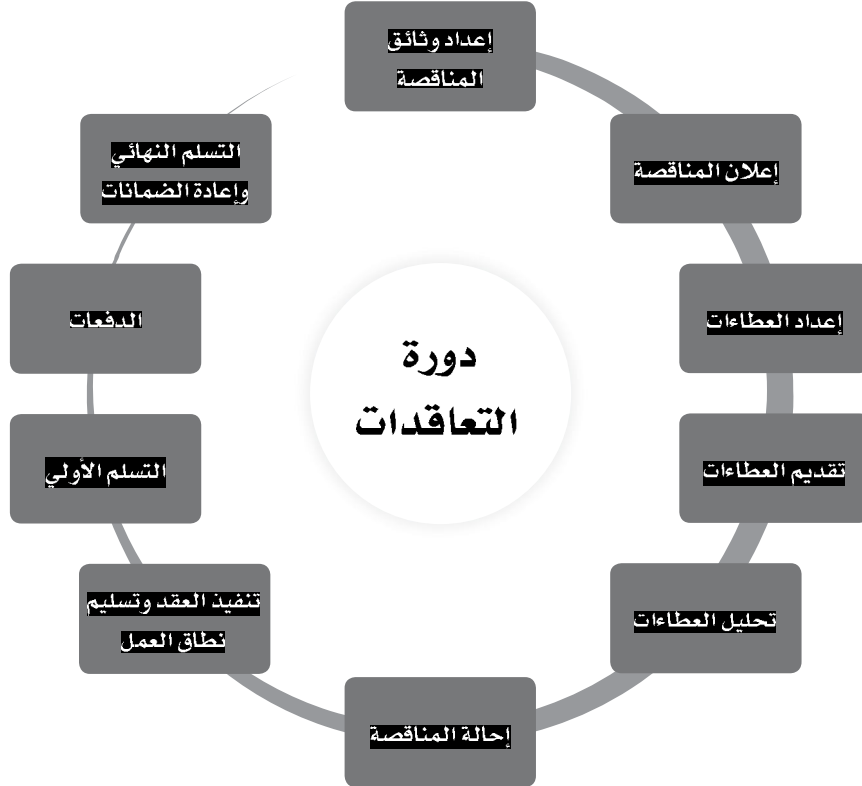 إعداد وثائق
المناقصة
إعلان المناقصة
إعداد العطاءات
تقديم العطاءات
تحليل العطاءات
إحالة المناقصة
تنفيذ العقد وتسليم
نطاق العمل
التسلم الأولي
الدفعات
التسلم النهائي
وإعادة الضمانات
دورة
التعاقدات